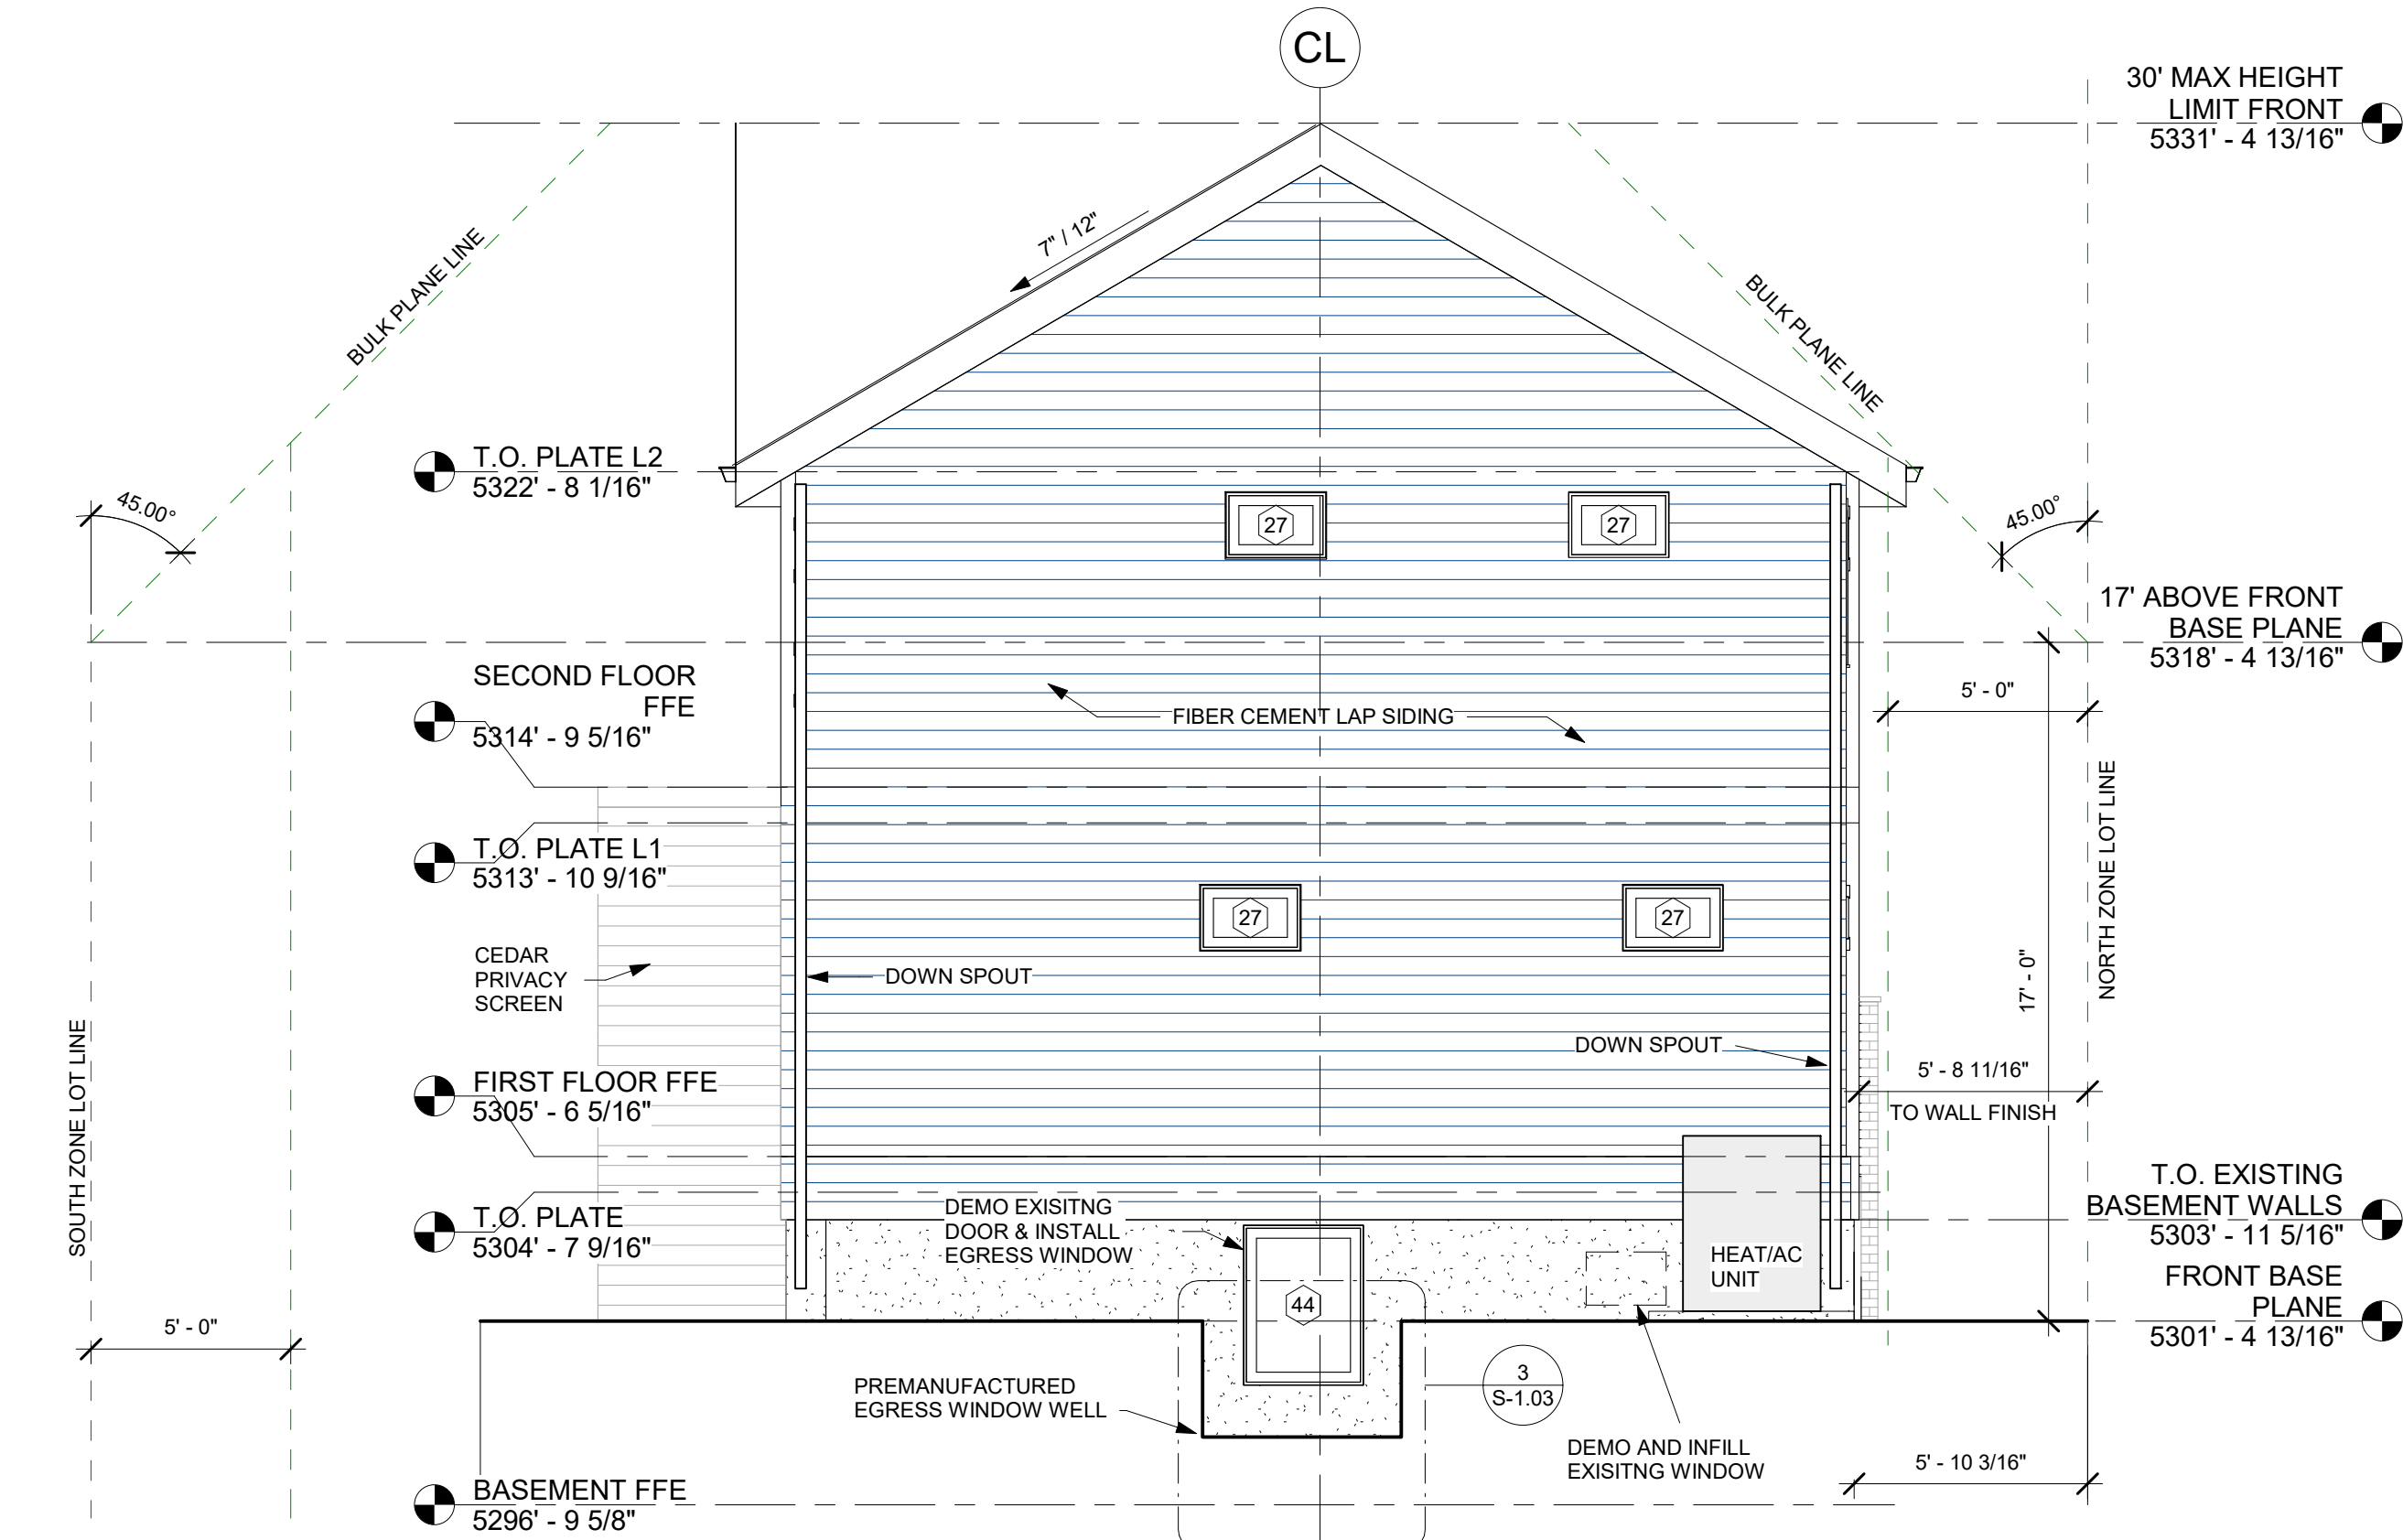 CL
30' MAX HEIGHT
LIMIT FRONT
5331' - 4 13/16"
7" / 12"
BULK PLANE LINE
BULK PLANE LINE
T.O. PLATE L2
5322' - 8 1/16"
45.00°
45.00°
27
27
17' ABOVE FRONT
BASE PLANE
5318' - 4 13/16"
SECOND FLOOR
FFE
5314' - 9 5/16"
5' - 0"
FIBER CEMENT LAP SIDING
T.O. PLATE L1
5313' - 10 9/16"
NORTH ZONE LOT LINE
27
27
CEDAR
PRIVACY
SCREEN
DOWN SPOUT
17' - 0"
SOUTH ZONE LOT LINE
DOWN SPOUT
5' - 8 11/16"
TO WALL FINISH
FIRST FLOOR FFE
5305' - 6 5/16"
T.O. EXISTING
BASEMENT WALLS
5303' - 11 5/16"
T.O. PLATE
5304' - 7 9/16"
DEMO EXISITNG
DOOR & INSTALL
EGRESS WINDOW
HEAT/AC
UNIT
44
FRONT BASE
PLANE
5301' - 4 13/16"
5' - 0"
PREMANUFACTURED
EGRESS WINDOW WELL
3
S-1.03
DEMO AND INFILL
EXISITNG WINDOW
5' - 10 3/16"
BASEMENT FFE
5296' - 9 5/8"